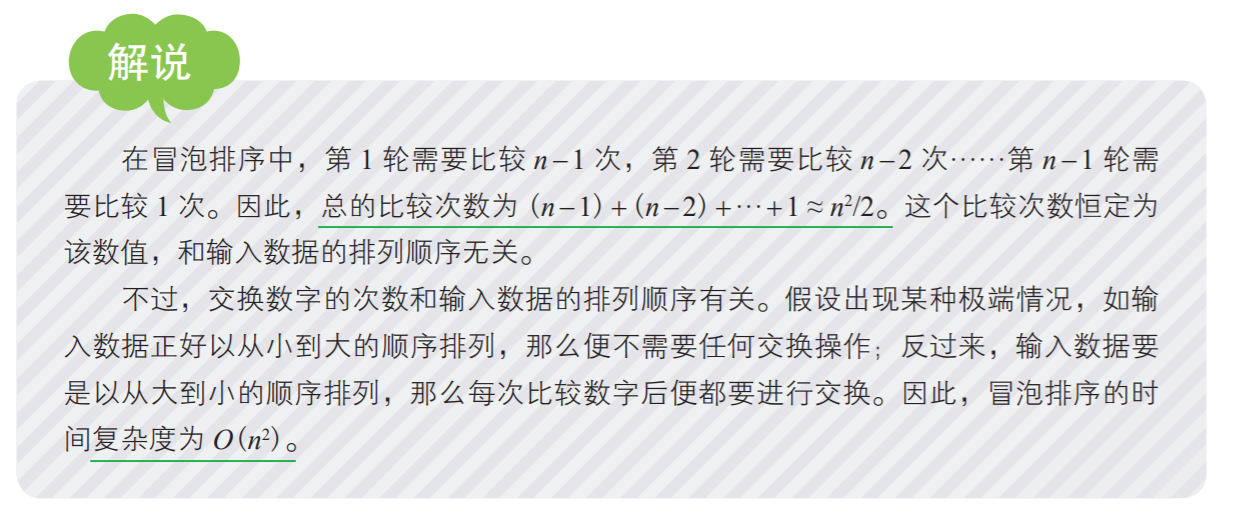 解说
在冒泡排序中，第 1 轮需要比较 n－1 次，第 2 轮需要比较 n－2 次……第 n－1 轮需
要比较 1 次。因此，总的比较次数为（n－1）＋（n－2）＋…＋1 ≈ n²/2。这个比较次数恒定为
该数值，和输入数据的排列顺序无关。
不过，交换数字的次数和输入数据的排列顺序有关。假设出现某种极端情况，如输
入数据正好以从小到大的顺序排列，那么便不需要任何交换操作；反过来，输入数据要
是以从大到小的顺序排列，那么每次比较数字后便都要进行交换。因此，冒泡排序的时
间复杂度为 O（n²）。